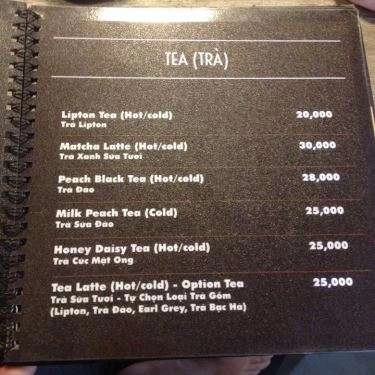 TEA (TRÀ)
Lipton Tea (Hot/cold) 20,000
Trà Lipton
Matcha Latte (Hot/cold) 30,000
Trà Xanh Sữa Tươi
Peach Black Tea (Hot/cold) 28,000
Trà Đào
Milk Peach Tea (Cold) 25,000
Trà Sữa Đào
Honey Daisy Tea (Hot/cold) 25,000
Trà Cúc Mật Ong
Tea Latte (Hot/cold) - Option Tea 25,000
Trà Sữa Tươi - Tự Chọn Loại Trà Gồm
(Lipton, Trà Đào, Earl Grey, Trà Bạc Hà)